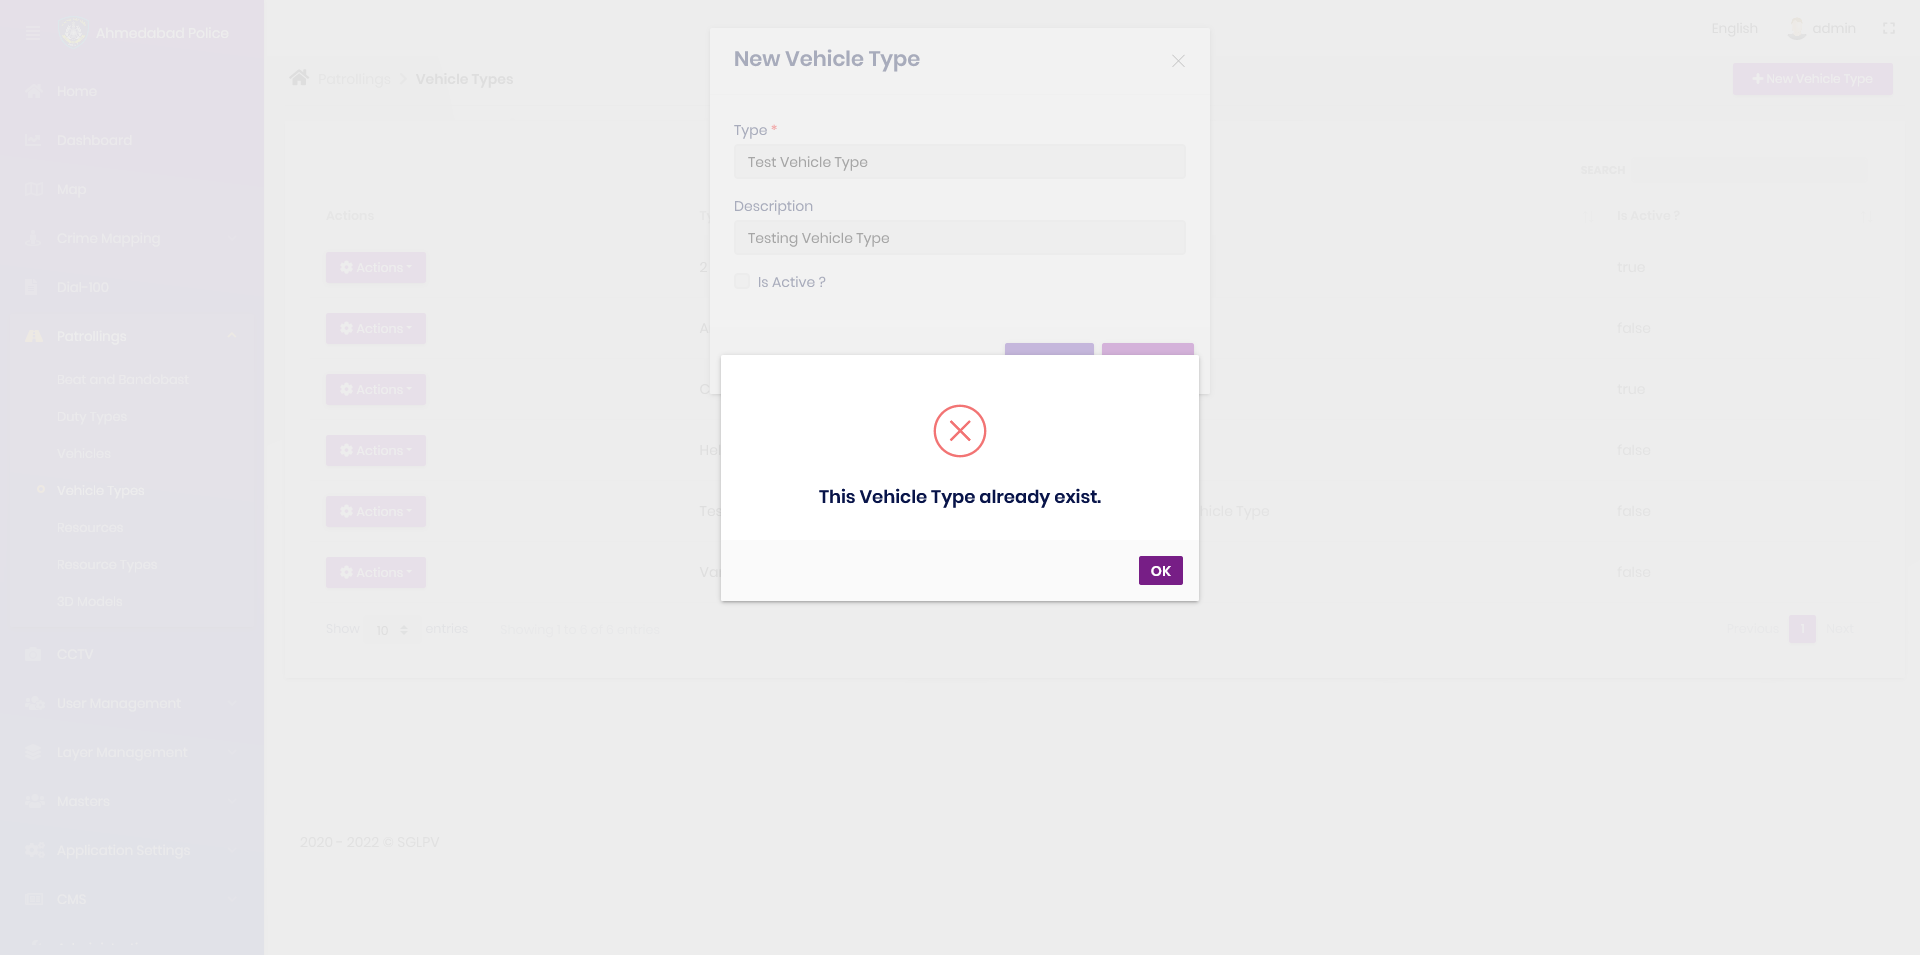 Ahmedabad Police
English
admin
Patrollings
Vehicle Types
New Vehicle Type
Home
Dashboard
Map
Crime Mapping
Dial-100
Patrollings
Beat and Bandobast
Duty Types
Vehicles
Vehicle Types
Resources
Resource Types
3D Models
CCTV
User Management
Layer Management
Masters
Application Settings
CMS
SEARCH
Actions
Is Active ?
Actions
2
true
Actions
A
false
Actions
C
true
Actions
Hel
false
Actions
Tes
hicle Type
false
Actions
Van
false
Show 10 entries
Showing 1 to 6 of 6 entries
Previous 1 Next
2020 - 2022 © SGLPV
New Vehicle Type
Type *
Test Vehicle Type
Description
Testing Vehicle Type
Is Active ?
This Vehicle Type already exist.
OK